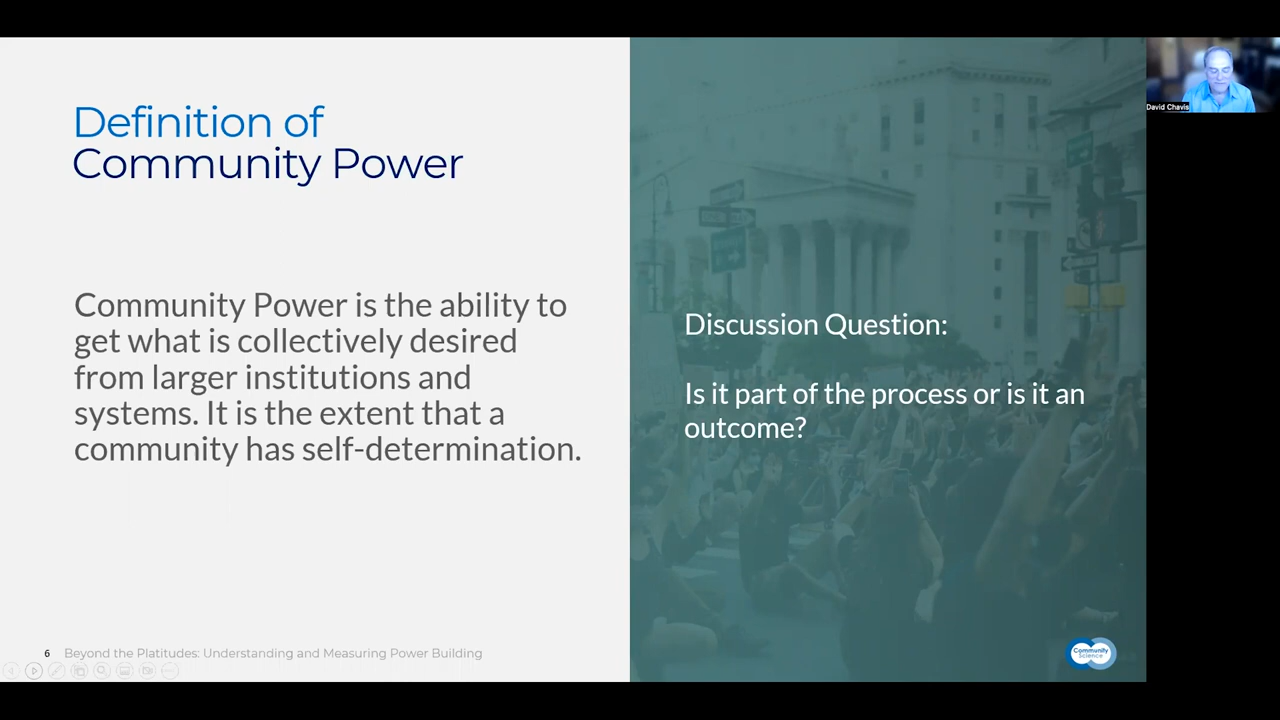 Definition of
Community Power
Community Power is the ability to
get what is collectively desired
from larger institutions and
systems. It is the extent that a
community has self-determination.
Discussion Question:
Is it part of the process or is it an
outcome?
6 Beyond the Platitudes: Understanding and Measuring Power Building
Community
Science
David Chavis